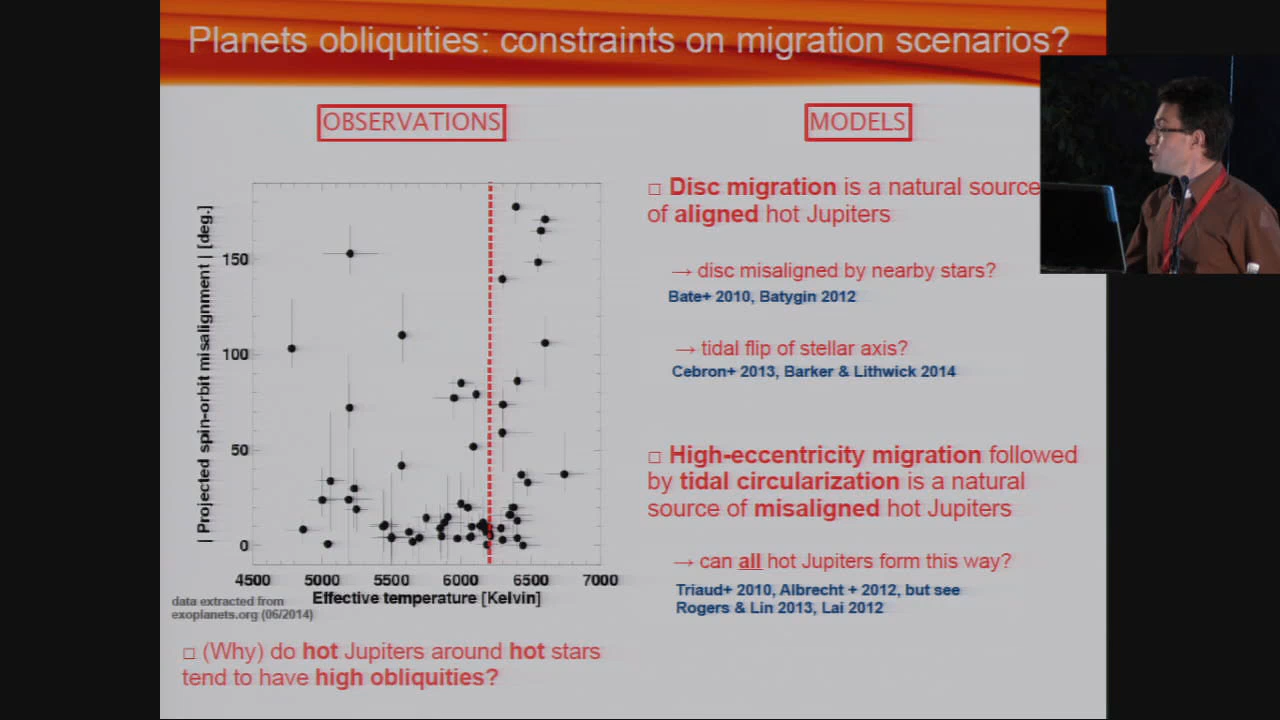 Planets obliquities: constraints on migration scenarios?
OBSERVATIONS
| Projected spin-orbit misalignment | [deg.]
150
100
50
0
4500 5000 5500 6000 6500 7000
Effective temperature [Kelvin]
data extracted from
exoplanets.org (06/2014)
□ (Why) do hot Jupiters around hot stars
tend to have high obliquities?
MODELS
□ Disc migration is a natural source
of aligned hot Jupiters
→ disc misaligned by nearby stars?
Bate+ 2010, Batygin 2012
→ tidal flip of stellar axis?
Cebron+ 2013, Barker & Lithwick 2014
□ High-eccentricity migration followed
by tidal circularization is a natural
source of misaligned hot Jupiters
→ can all hot Jupiters form this way?
Triaud+ 2010, Albrecht + 2012, but see
Rogers & Lin 2013, Lai 2012